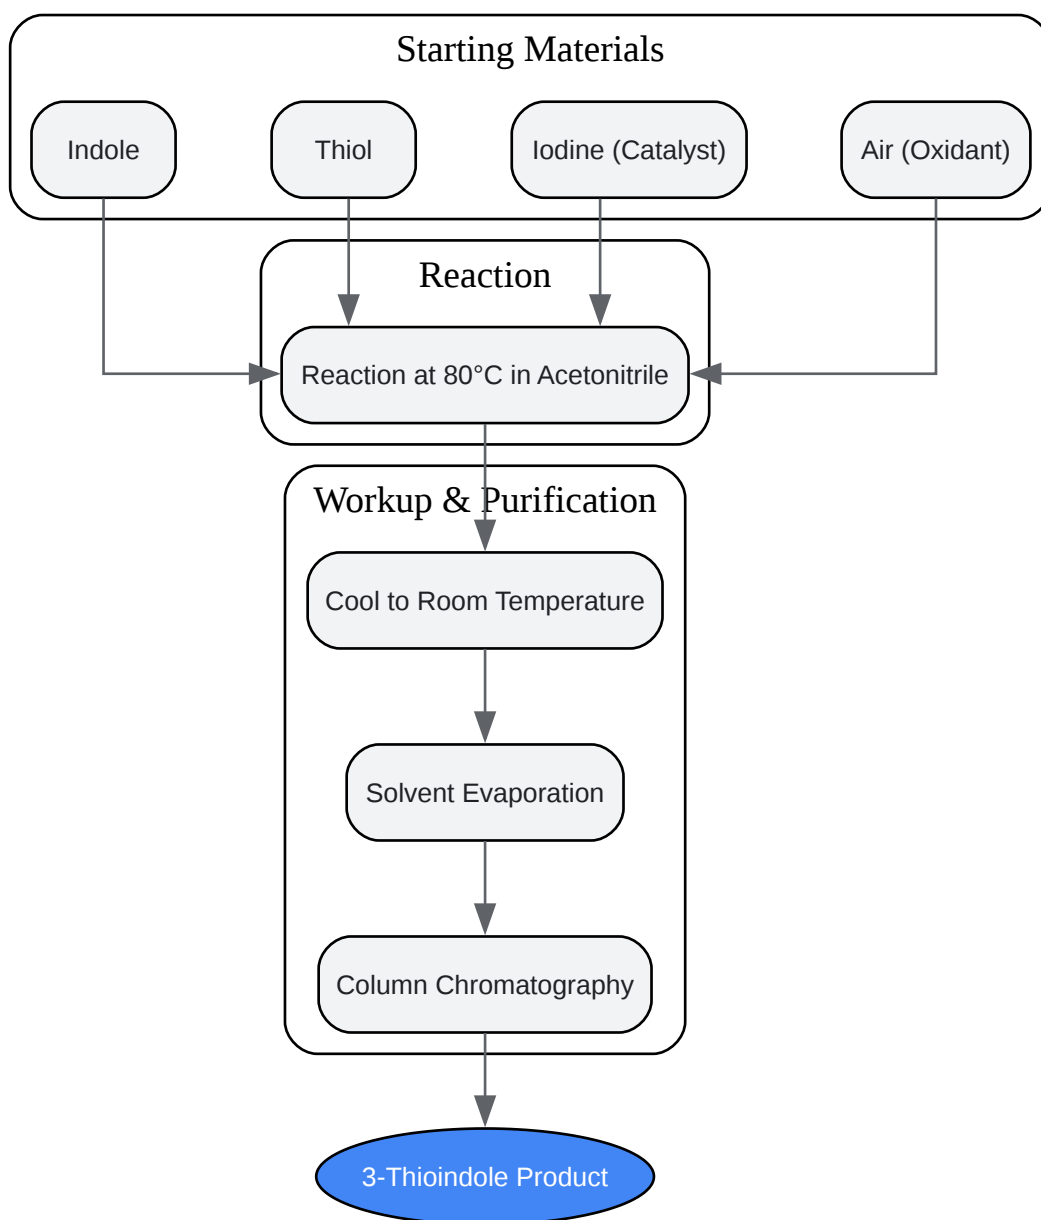 Starting Materials
Indole
Thiol
Iodine (Catalyst)
Air (Oxidant)
Reaction
Reaction at 80°C in Acetonitrile
Workup & Purification
Cool to Room Temperature
Solvent Evaporation
Column Chromatography
3-Thioindole Product